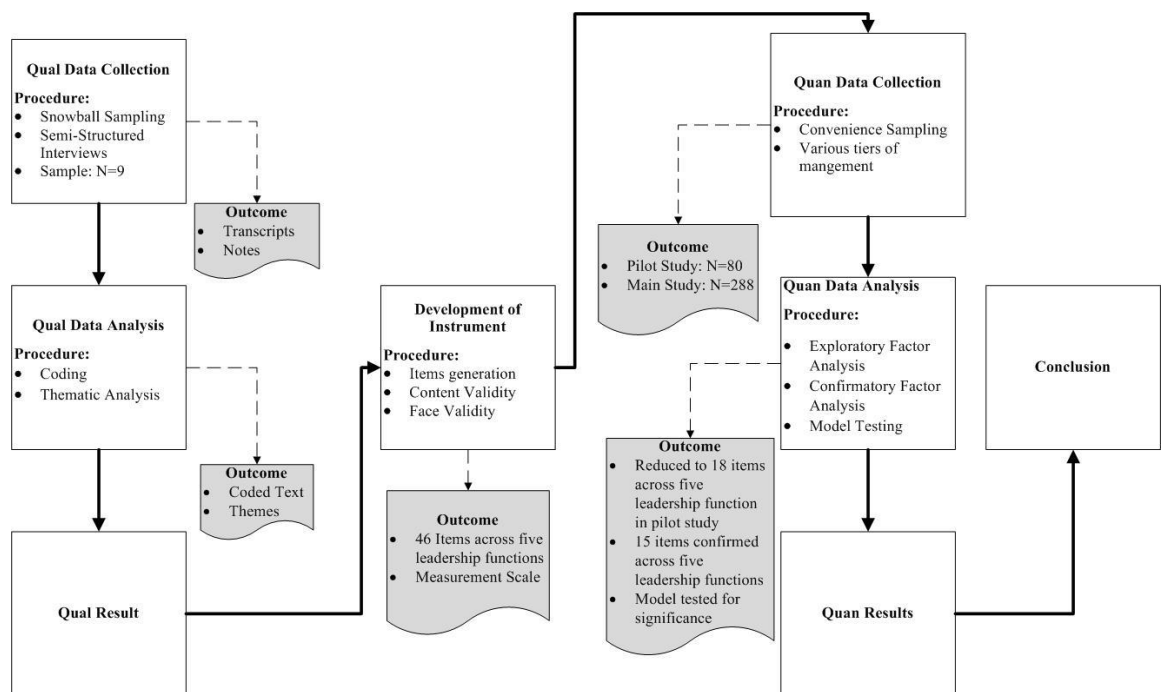 Qual Data Collection
Procedure:
• Snowball Sampling
• Semi-Structured
Interviews
• Sample: N=9
Outcome
• Transcripts
• Notes
Qual Data Analysis
Procedure:
• Coding
• Thematic Analysis
Outcome
• Coded Text
• Themes
Qual Result
Development of
Instrument
Procedure:
• Items generation
• Content Validity
• Face Validity
Outcome
• 46 Items across five
leadership functions
• Measurement Scale
Quan Data Collection
Procedure:
• Convenience Sampling
• Various tiers of
mangement
Outcome
• Pilot Study: N=80
• Main Study: N=288
Quan Data Analysis
Procedure:
• Exploratory Factor
Analysis
• Confirmatory Factor
Analysis
• Model Testing
Outcome
• Reduced to 18 items
across five
leadership function
in pilot study
• 15 items confirmed
across five
leadership functions
• Model tested for
significance
Quan Results
Conclusion